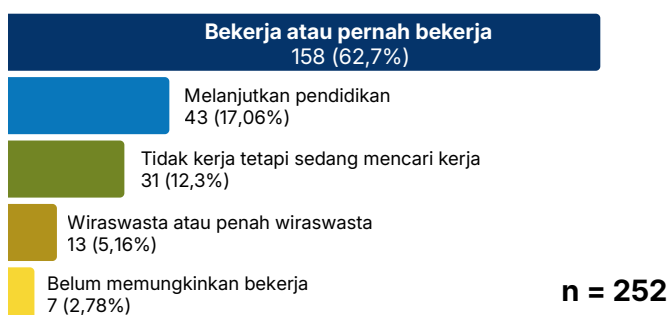 Bekerja atau pernah bekerja
158 (62,7%)
Melanjutkan pendidikan
43 (17,06%)
Tidak kerja tetapi sedang mencari kerja
31 (12,3%)
Wiraswasta atau penah wiraswasta
13 (5,16%)
Belum memungkinkan bekerja
7 (2,78%)
n = 252